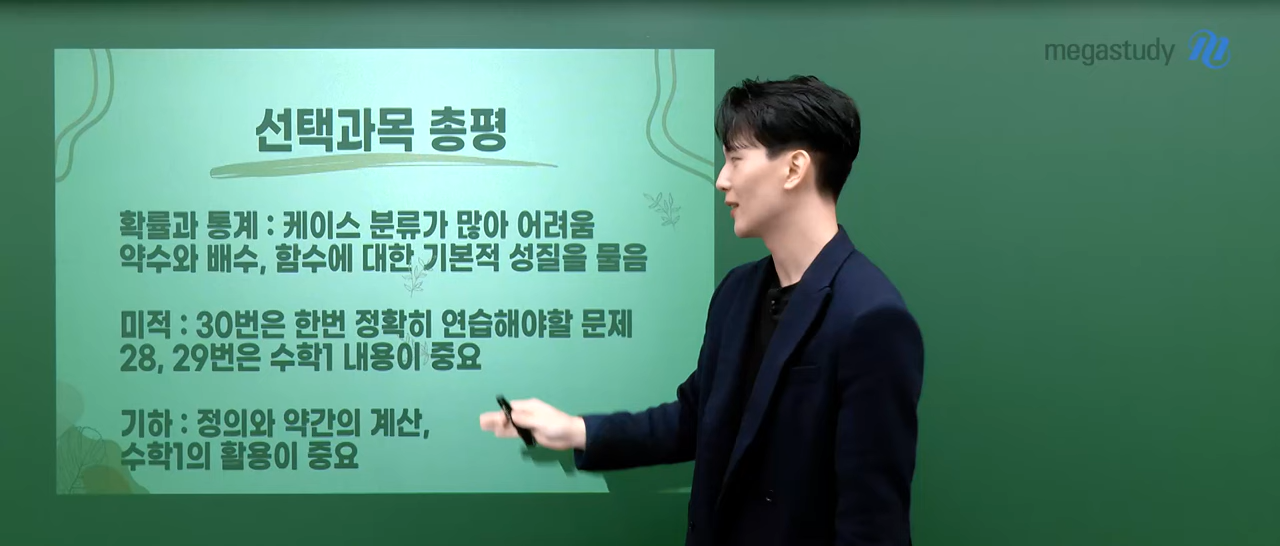 megastudy
선택과목 총평
확률과 통계 : 케이스 분류가 많아 어려움
약수와 배수, 함수에 대한 기본적 성질을 물음
미적 : 30번은 한번 정확히 연습해야할 문제
28, 29번은 수학1 내용이 중요
기하 : 정의와 약간의 계산,
수학1의 활용이 중요